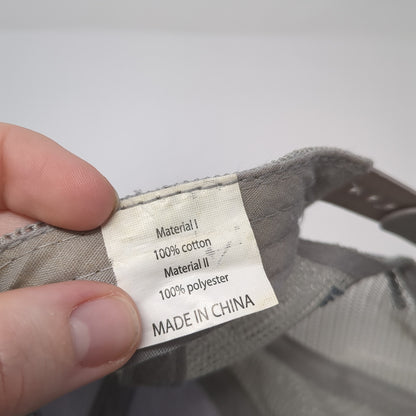 Material I
100% cotton
Material II
100% polyester
MADE IN CHINA